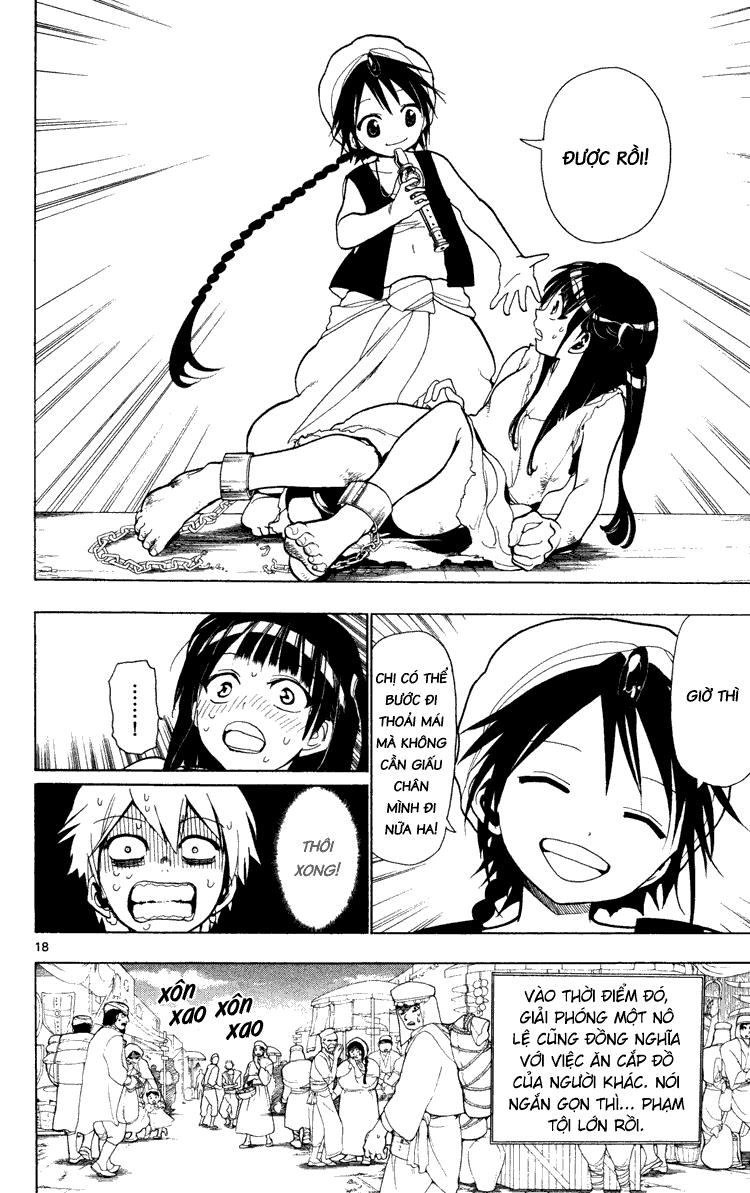 ĐƯỢC RỒI!
GIỜ THÌ
CHỊ CÓ THỂ
BƯỚC ĐI
THOẢI MÁI
MÀ KHÔNG
CẦN GIẤU
CHÂN
MÌNH ĐI
NỮA HA!
......!
THÔI
XONG!
18
XÔN
XAO XÔN
XAO
VÀO THỜI ĐIỂM ĐÓ,
GIẢI PHÓNG MỘT NÔ
LỆ CŨNG ĐỒNG NGHĨA
VỚI VIỆC ĂN CẮP ĐỒ
CỦA NGƯỜI KHÁC. NÓI
NGẮN GỌN THÌ... PHẠM
TỘI LỚN RỒI.